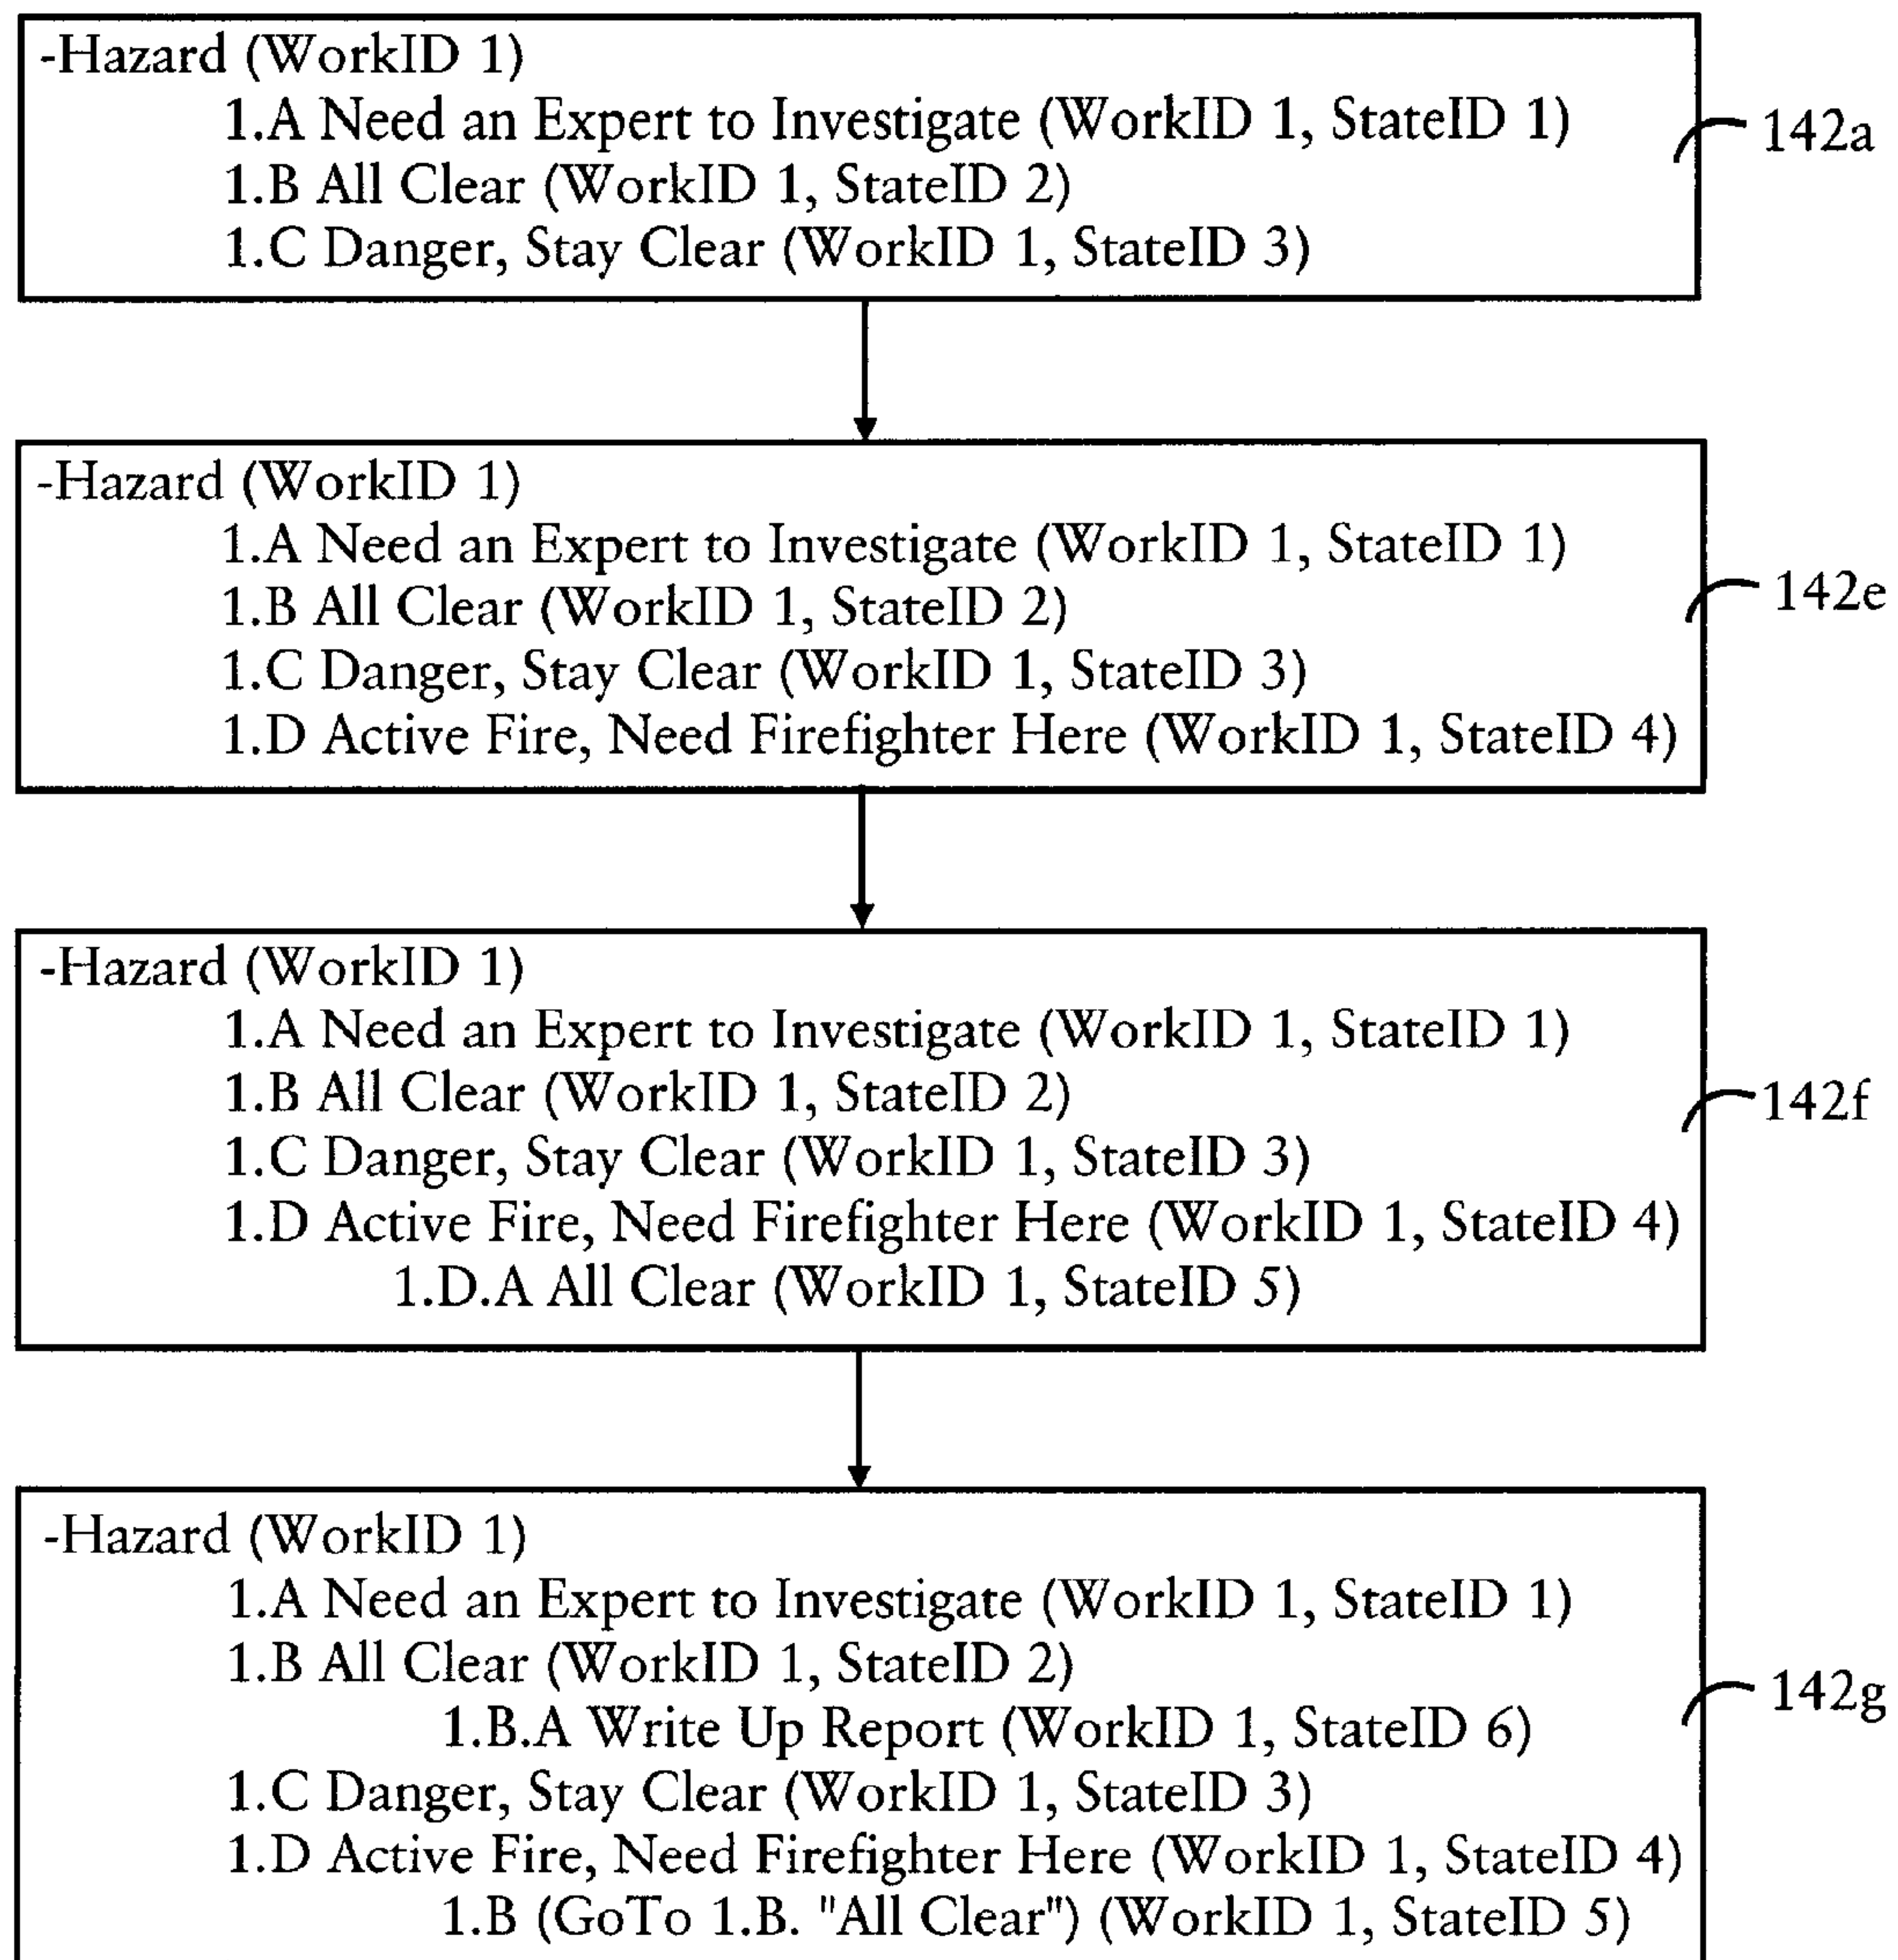 -Hazard (WorkID 1)
1.A Need an Expert to Investigate (WorkID 1, StateID 1)
1.B All Clear (WorkID 1, StateID 2)
1.C Danger, Stay Clear (WorkID 1, StateID 3)
142a
-Hazard (WorkID 1)
1.A Need an Expert to Investigate (WorkID 1, StateID 1)
1.B All Clear (WorkID 1, StateID 2)
1.C Danger, Stay Clear (WorkID 1, StateID 3)
1.D Active Fire, Need Firefighter Here (WorkID 1, StateID 4)
142e
-Hazard (WorkID 1)
1.A Need an Expert to Investigate (WorkID 1, StateID 1)
1.B All Clear (WorkID 1, StateID 2)
1.C Danger, Stay Clear (WorkID 1, StateID 3)
1.D Active Fire, Need Firefighter Here (WorkID 1, StateID 4)
1.D.A All Clear (WorkID 1, StateID 5)
142f
-Hazard (WorkID 1)
1.A Need an Expert to Investigate (WorkID 1, StateID 1)
1.B All Clear (WorkID 1, StateID 2)
1.B.A Write Up Report (WorkID 1, StateID 6)
1.C Danger, Stay Clear (WorkID 1, StateID 3)
1.D Active Fire, Need Firefighter Here (WorkID 1, StateID 4)
1.B (GoTo 1.B. "All Clear") (WorkID 1, StateID 5)
142g